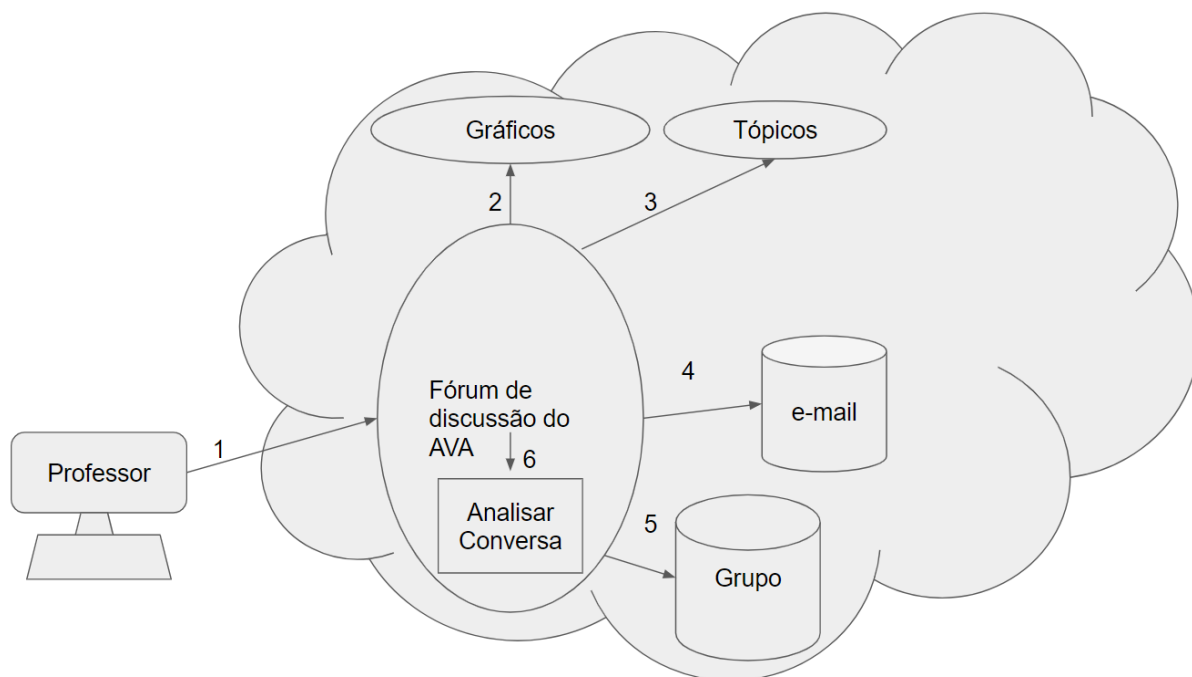 Gráficos
Tópicos
2
3
4
e-mail
Fórum de
discussão do
AVA
1
Professor
6
Analisar
Conversa
5
Grupo